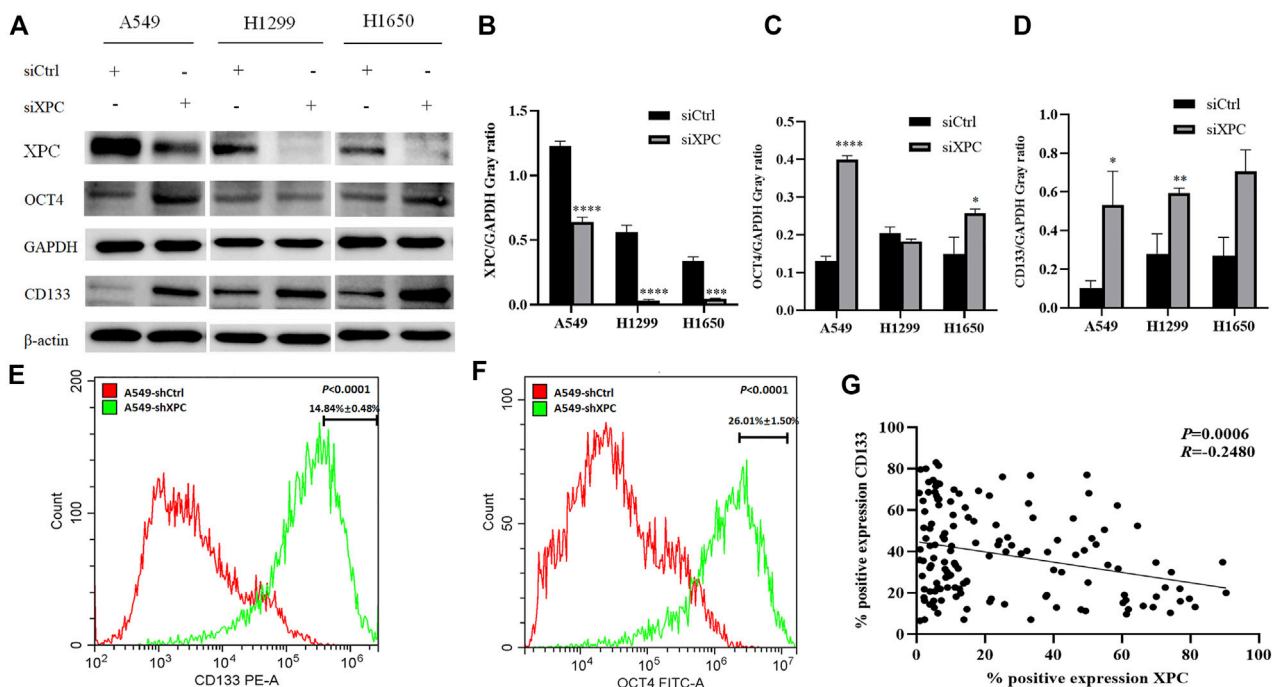 A
A549 H1299 H1650
siCtrl + - + - + -
siXPC - + - + - +
XPC
OCT4
GAPDH
CD133
β-actin
B
XPC/GAPDH Gray ratio
1.5
1.0
0.5
0.0
siCtrl
siXPC
****
****
***
A549 H1299 H1650
C
OCT4/GAPDH Gray ratio
0.5
0.4
0.3
0.2
0.1
0.0
siCtrl
siXPC
****
*
A549 H1299 H1650
D
CD133/GAPDH Gray ratio
1.0
0.8
0.6
0.4
0.2
0.0
siCtrl
siXPC
*
**
A549 H1299 H1650
E
A549-shCtrl
A549-shXPC
P<0.0001
14.84%±0.48%
Count
200
160
100
0
10² 10³ 10⁴ 10⁵ 10⁶
CD133 PE-A
F
A549-shCtrl
A549-shXPC
P<0.0001
26.01%±1.50%
Count
100
50
0
10⁴ 10⁵ 10⁶ 10⁷
OCT4 FITC-A
G
P=0.0006
R=-0.2480
% positive expression CD133
100
80
60
40
20
0
0 20 40 60 80 100
% positive expression XPC